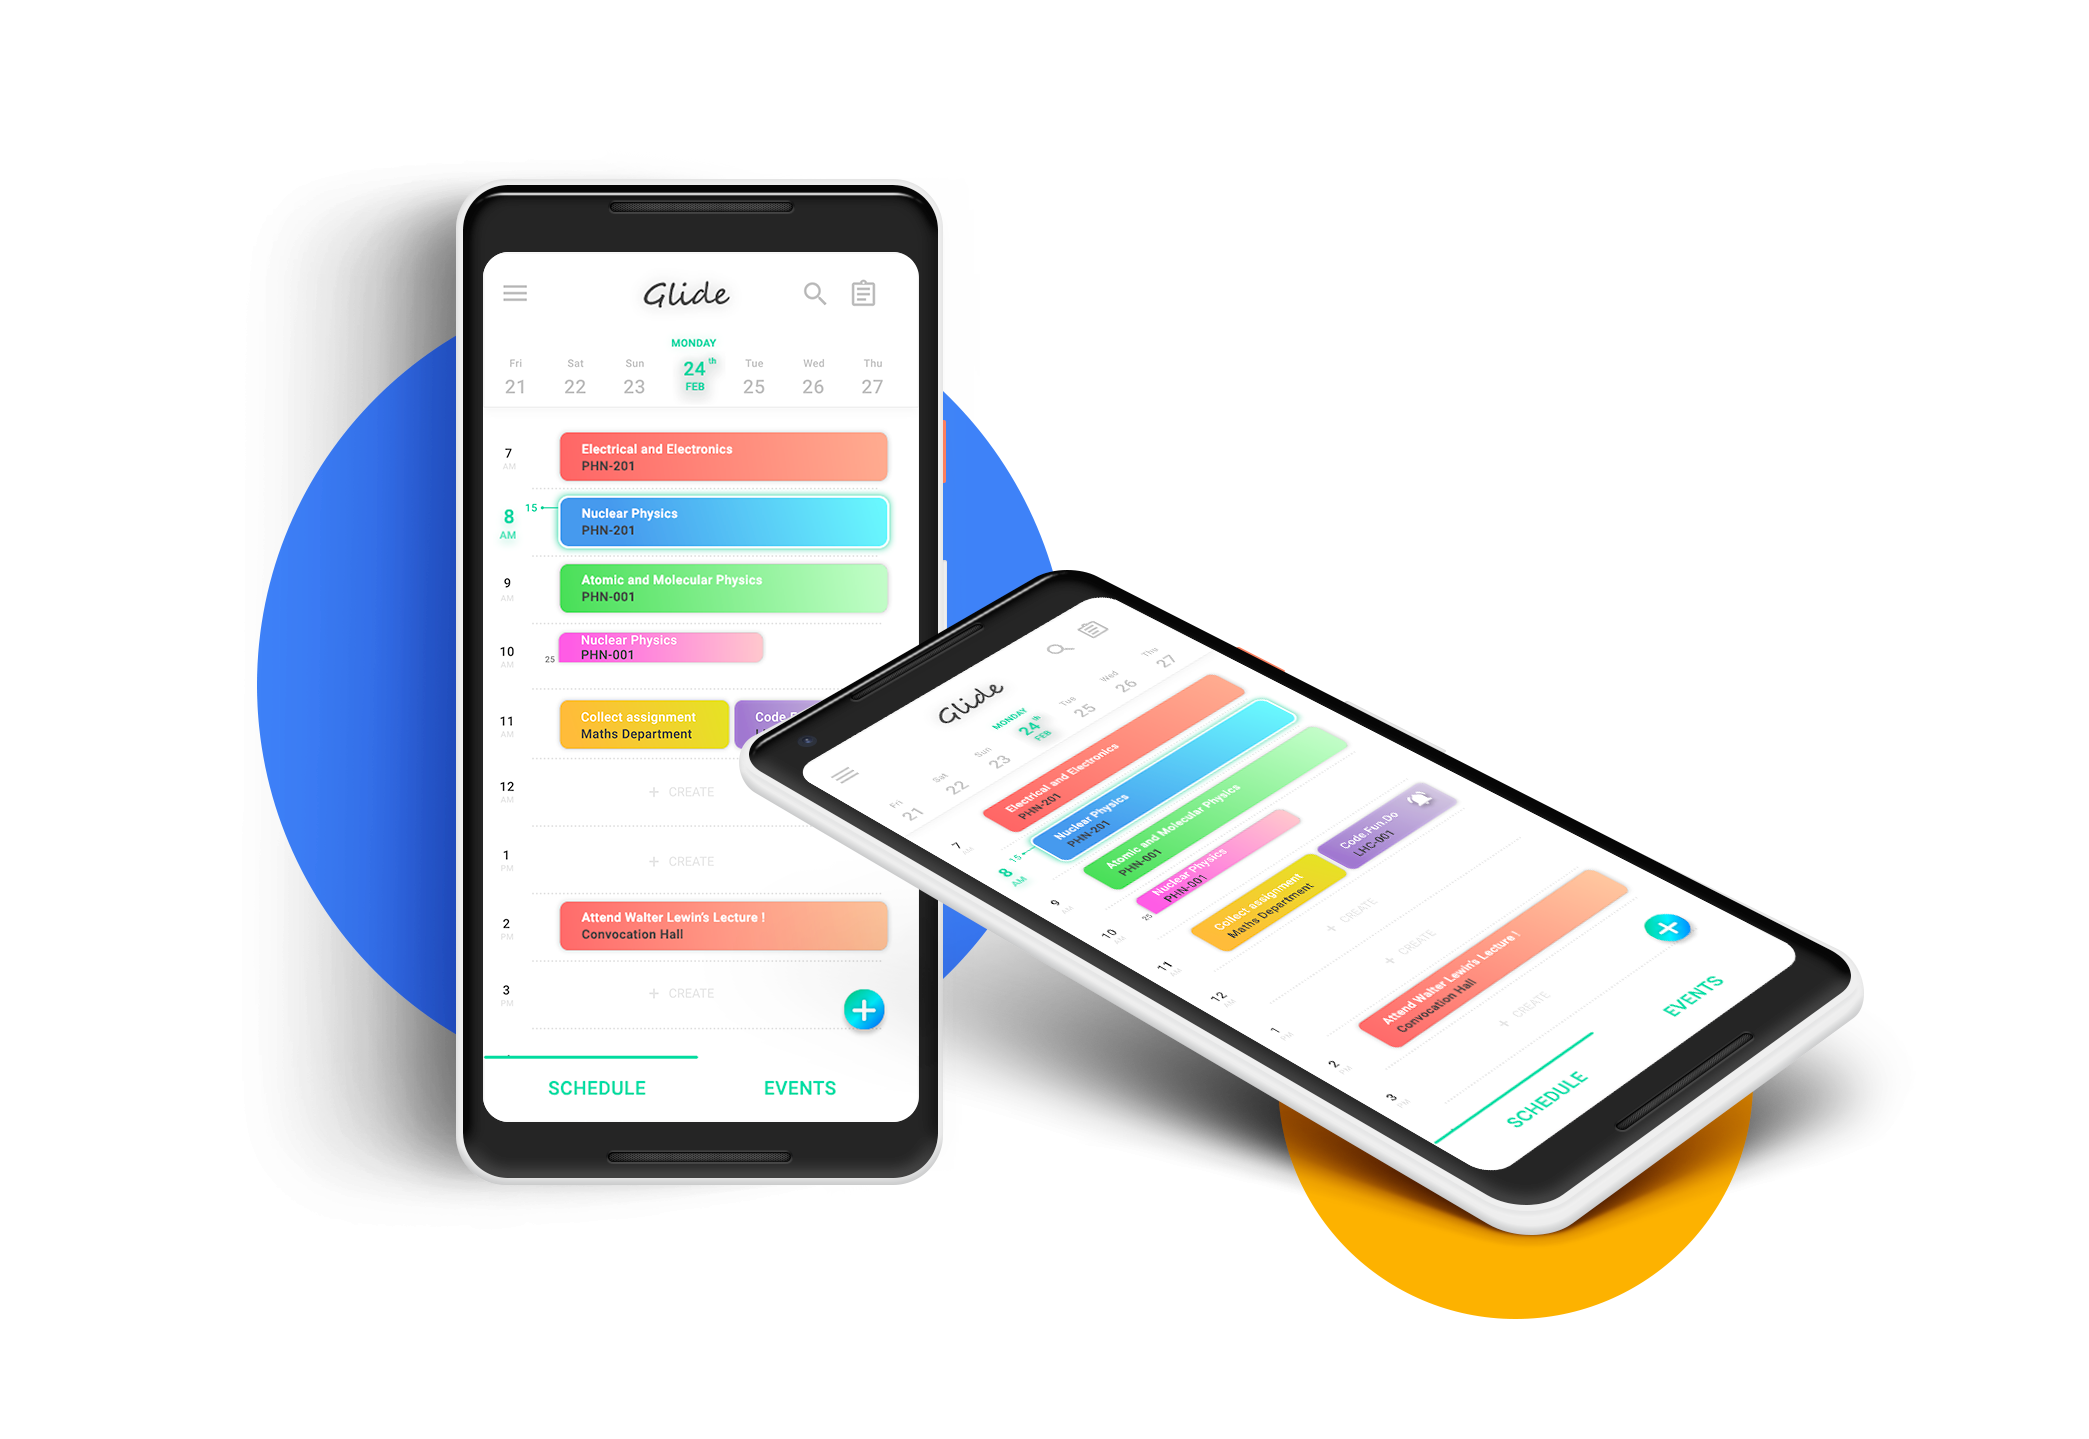 Glide
MONDAY
Fri Sat Sun 24th Tue Wed Thu
21 22 23 FEB 25 26 27
7 AM
Electrical and Electronics
PHN-201
8 AM
15
Nuclear Physics
PHN-201
9 AM
Atomic and Molecular Physics
PHN-001
10 AM
25
Nuclear Physics
PHN-001
11 AM
Collect assignment
Maths Department
Code.F
L
12 AM
+ CREATE
1 PM
+ CREATE
2 PM
Attend Walter Lewin's Lecture !
Convocation Hall
3 PM
+ CREATE
SCHEDULE EVENTS
Glide
MONDAY
Fri Sat Sun 24th Tue Wed Thu
21 22 23 FEB 25 26 27
7 AM
Electrical and Electronics
PHN-201
8 AM
15
Nuclear Physics
PHN-201
9 AM
Atomic and Molecular Physics
PHN-001
10 AM
25
Nuclear Physics
PHN-001
11 AM
Collect assignment
Maths Department
Code.Fun.Do
LHC-001
12 AM
+ CREATE
1 PM
+ CREATE
2 PM
Attend Walter Lewin's Lecture !
Convocation Hall
3 PM
+ CREATE
SCHEDULE EVENTS